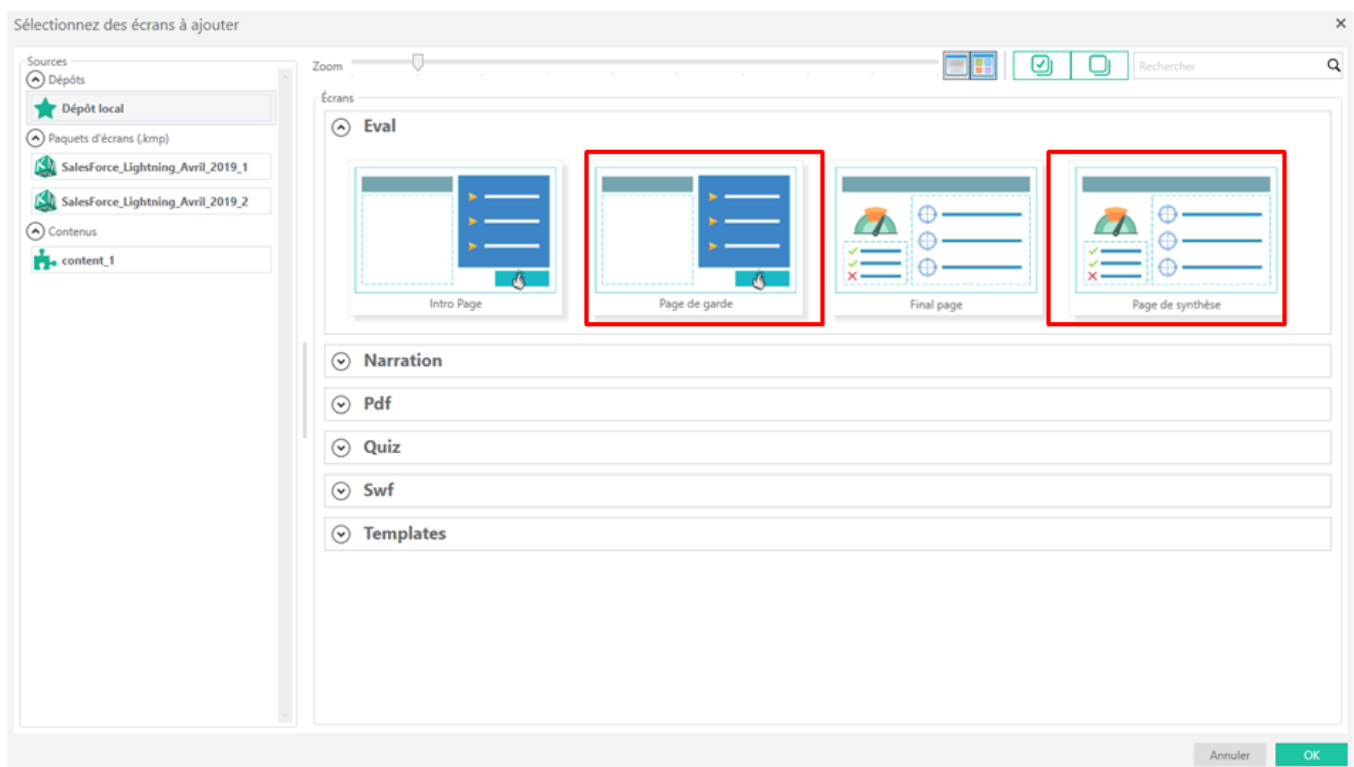 Sélectionnez des écrans à ajouter
Sources
Dépôts
Dépôt local
Paquets d'écrans (.kmp)
SalesForce_Lightning_Avril_2019_1
SalesForce_Lightning_Avril_2019_2
Contenus
content_1
Zoom
Rechercher
Écrans
Eval
Intro Page
Page de garde
Final page
Page de synthèse
Narration
Pdf
Quiz
Swf
Templates
Annuler
OK